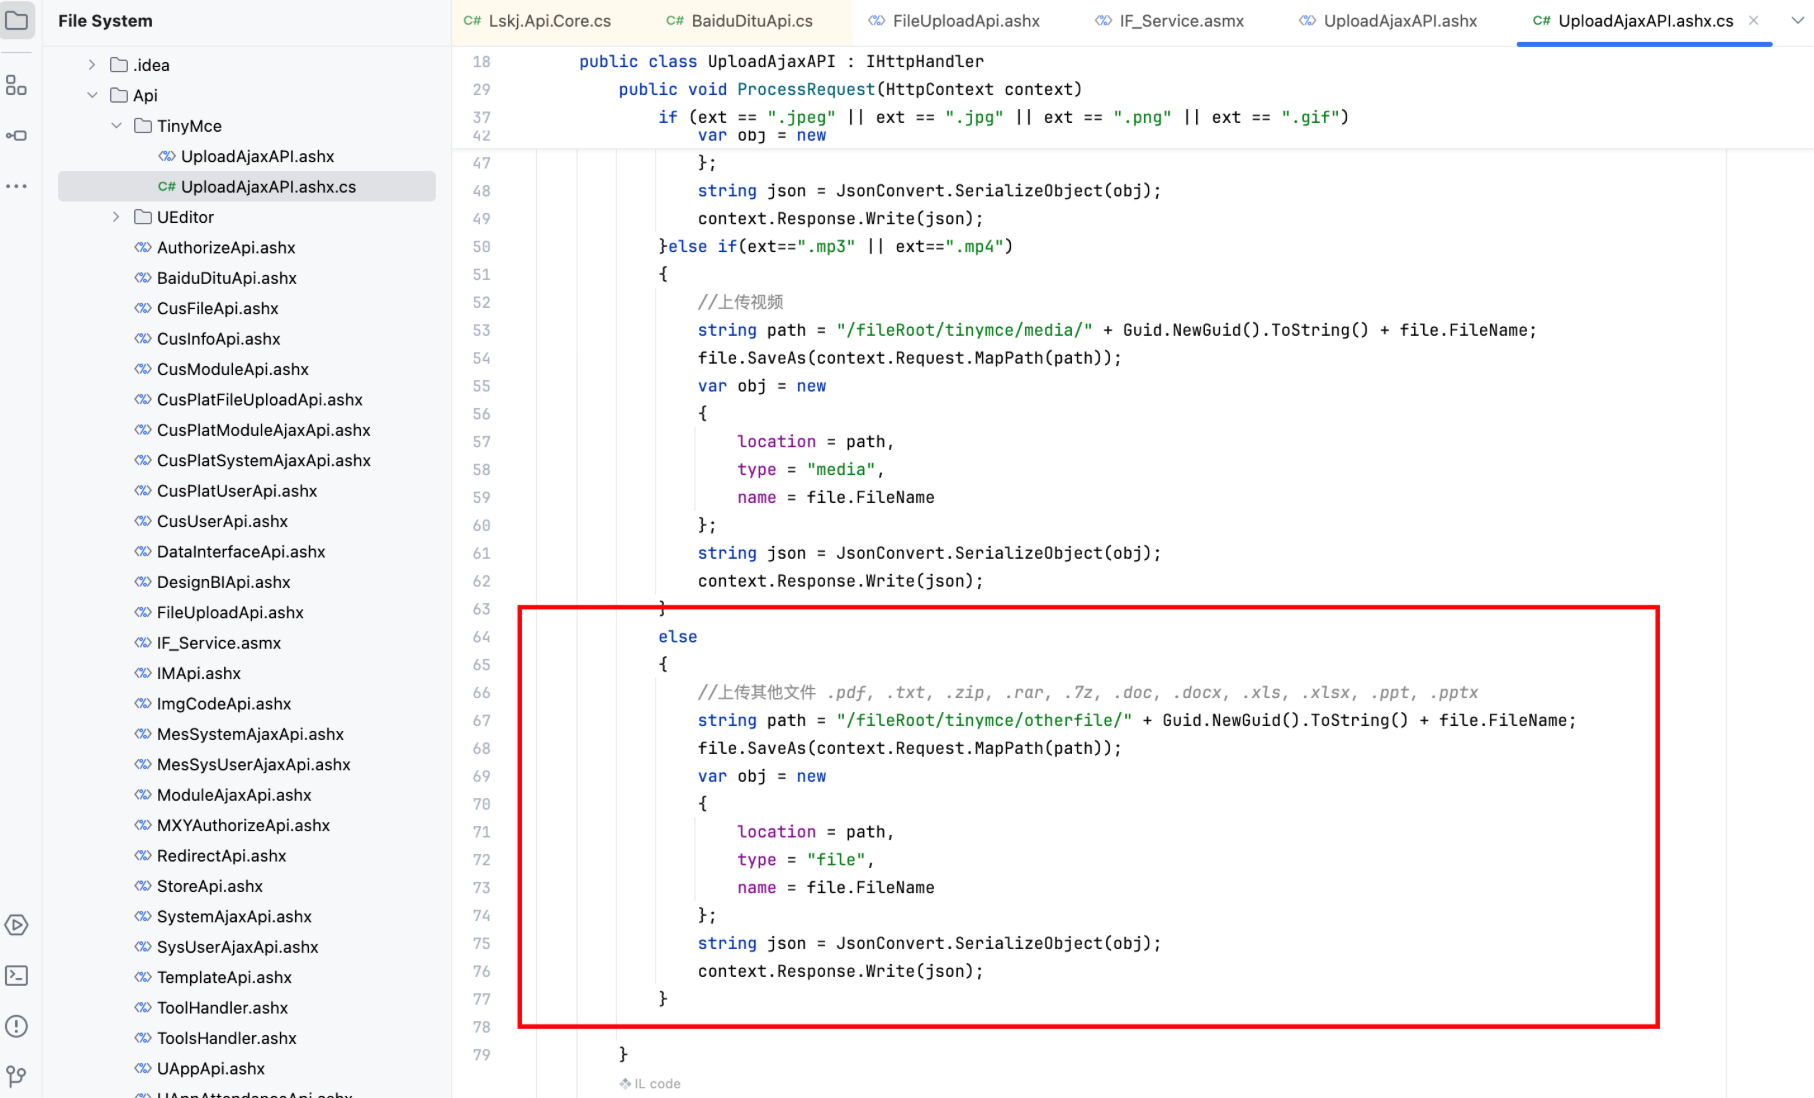 File System
C# Lskj.Api.Core.cs
C# BaiduDituApi.cs
FileUploadApi.ashx
IF_Service.asmx
UploadAjaxAPI.ashx
C# UploadAjaxAPI.ashx.cs
.idea
Api
TinyMce
UploadAjaxAPI.ashx
C# UploadAjaxAPI.ashx.cs
UEditor
AuthorizeApi.ashx
BaiduDituApi.ashx
CusFileApi.ashx
CusInfoApi.ashx
CusModuleApi.ashx
CusPlatFileUploadApi.ashx
CusPlatModuleAjaxApi.ashx
CusPlatSystemAjaxApi.ashx
CusPlatUserApi.ashx
CusUserApi.ashx
DataInterfaceApi.ashx
DesignBIApi.ashx
FileUploadApi.ashx
IF_Service.asmx
IMApi.ashx
ImgCodeApi.ashx
MesSystemAjaxApi.ashx
MesSysUserAjaxApi.ashx
ModuleAjaxApi.ashx
MXYAuthorizeApi.ashx
RedirectApi.ashx
StoreApi.ashx
SystemAjaxApi.ashx
SysUserAjaxApi.ashx
TemplateApi.ashx
ToolHandler.ashx
ToolsHandler.ashx
UAppApi.ashx
UAppAttendanceApi.ashx
18 public class UploadAjaxAPI : IHttpHandler
29 public void ProcessRequest(HttpContext context)
37 if (ext == ".jpeg" || ext == ".jpg" || ext == ".png" || ext == ".gif")
42 var obj = new
47 };
48 string json = JsonConvert.SerializeObject(obj);
49 context.Response.Write(json);
50 }else if(ext==".mp3" || ext==".mp4")
51 {
52 //上传视频
53 string path = "/fileRoot/tinymce/media/" + Guid.NewGuid().ToString() + file.FileName;
54 file.SaveAs(context.Request.MapPath(path));
55 var obj = new
56 {
57 location = path,
58 type = "media",
59 name = file.FileName
60 };
61 string json = JsonConvert.SerializeObject(obj);
62 context.Response.Write(json);
63 }
64 else
65 {
66 //上传其他文件 .pdf, .txt, .zip, .rar, .7z, .doc, .docx, .xls, .xlsx, .ppt, .pptx
67 string path = "/fileRoot/tinymce/otherfile/" + Guid.NewGuid().ToString() + file.FileName;
68 file.SaveAs(context.Request.MapPath(path));
69 var obj = new
70 {
71 location = path,
72 type = "file",
73 name = file.FileName
74 };
75 string json = JsonConvert.SerializeObject(obj);
76 context.Response.Write(json);
77 }
78
79 }
IL code